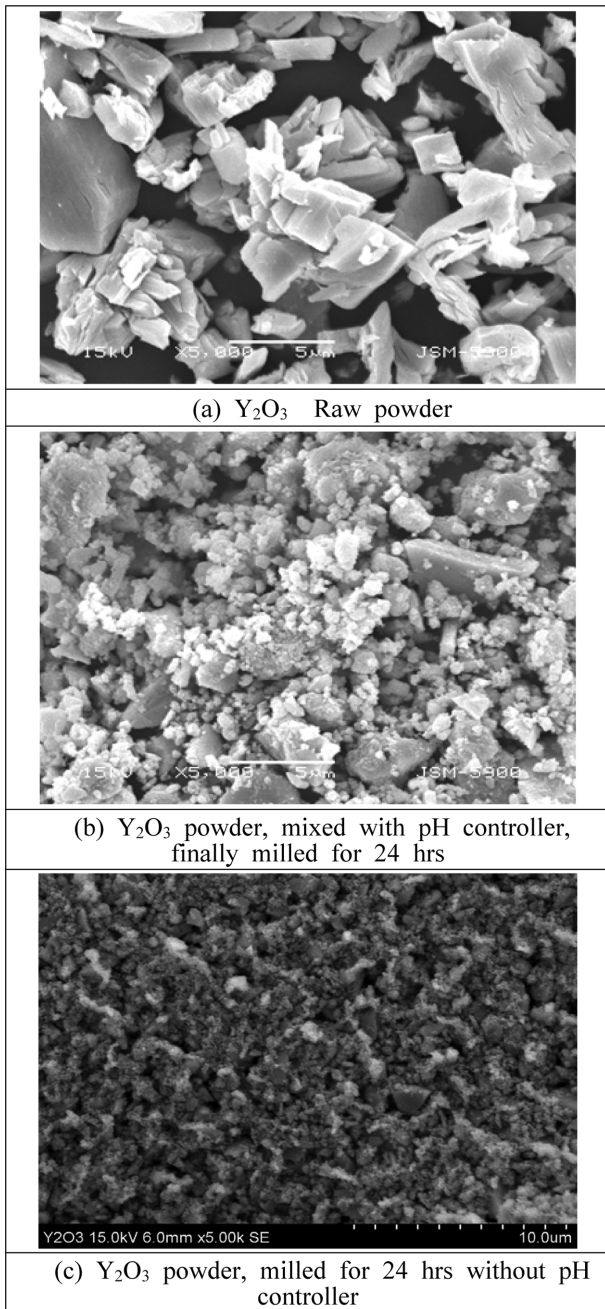 15kV X5,000 5μm JSM-5900
(a) Y₂O₃ Raw powder
15kV X5,000 5μm JSM-5900
(b) Y₂O₃ powder, mixed with pH controller,
finally milled for 24 hrs
Y2O3 15.0kV 6.0mm x5.00k SE 10.0um
(c) Y₂O₃ powder, milled for 24 hrs without pH
controller